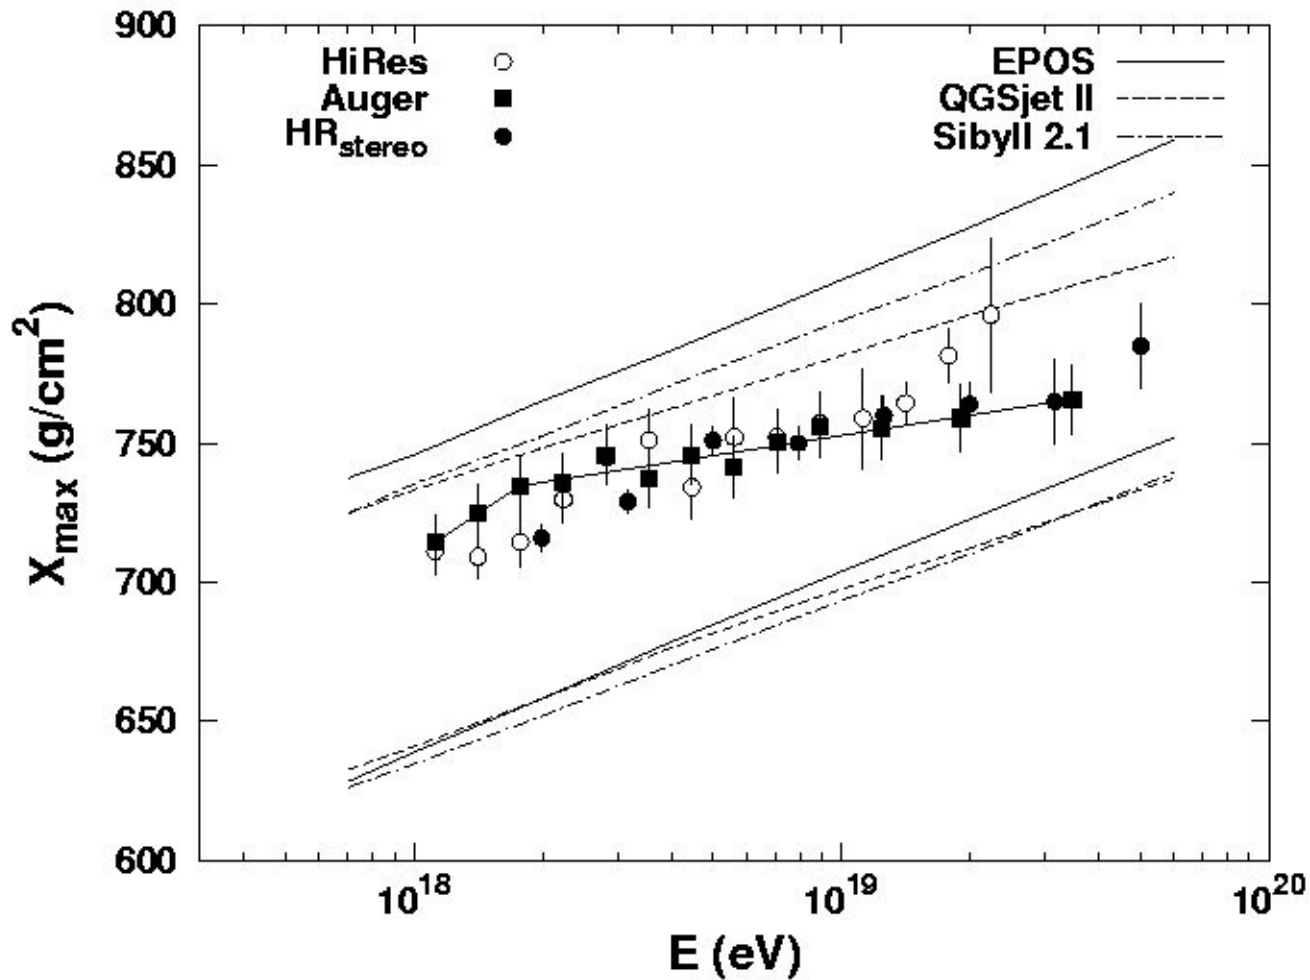 900
850
800
750
700
650
600
X_max (g/cm^2)
HiRes
Auger
HR_stereo
EPOS
QGSjet II
Sibyll 2.1
10^18
10^19
10^20
E (eV)